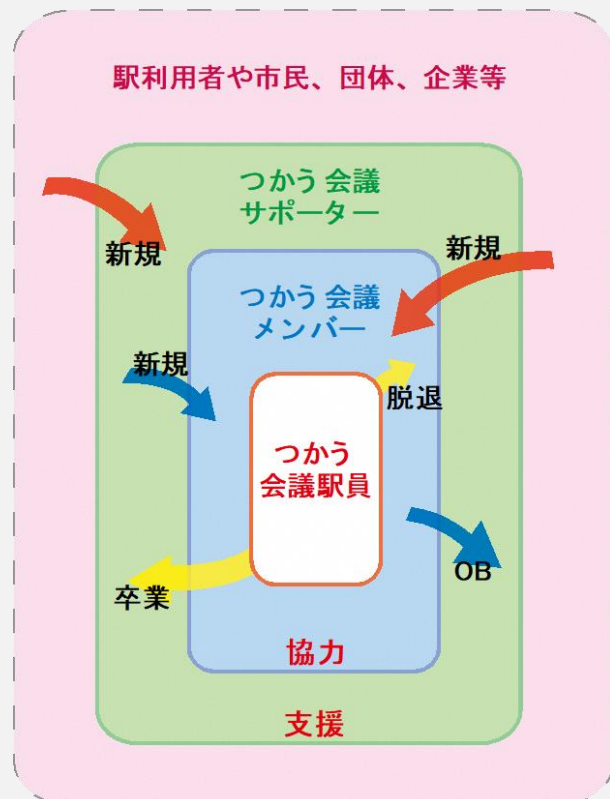 駅利用者や市民、団体、企業等
つかう会議
サポーター
新規
新規
つかう会議
メンバー
新規
脱退
つかう
会議駅員
OB
卒業
協力
支援